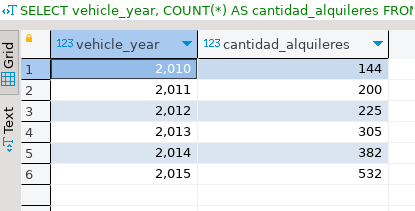 SELECT vehicle_year, COUNT(*) AS cantidad_alquileres FROM
Grid
Text
123 vehicle_year 123 cantidad_alquileres
1 2,010 144
2 2,011 200
3 2,012 225
4 2,013 305
5 2,014 382
6 2,015 532